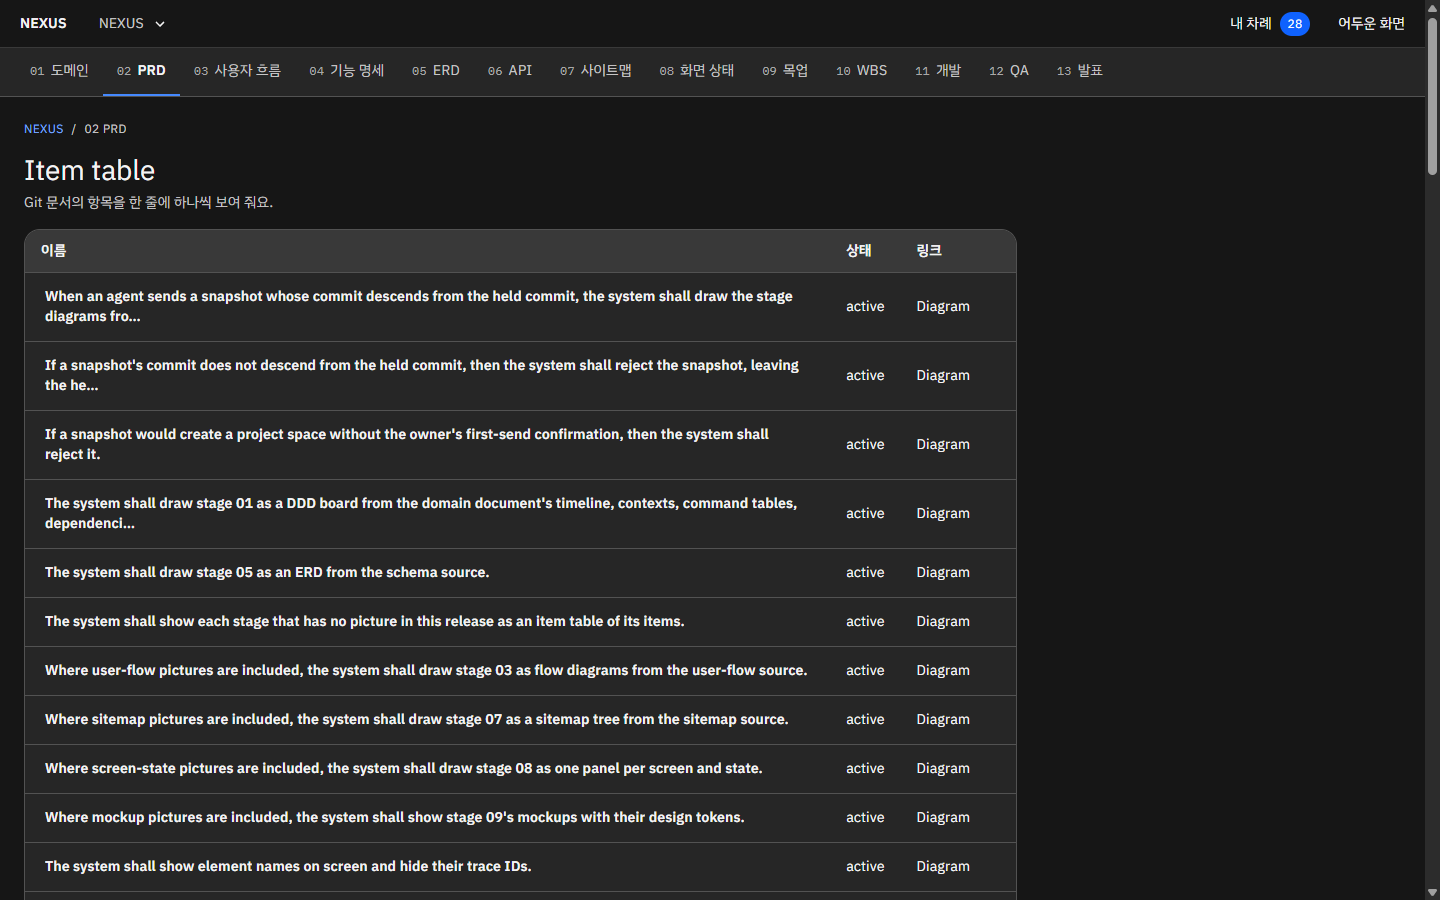 NEXUS NEXUS 내 차례 28 어두운 화면
01 도메인 02 PRD 03 사용자 흐름 04 기능 명세 05 ERD 06 API 07 사이트맵 08 화면 상태 09 목업 10 WBS 11 개발 12 QA 13 발표
NEXUS / 02 PRD
Item table
Git 문서의 항목을 한 줄에 하나씩 보여 줘요.
이름 상태 링크
When an agent sends a snapshot whose commit descends from the held commit, the system shall draw the stage
diagrams fro... active Diagram
If a snapshot's commit does not descend from the held commit, then the system shall reject the snapshot, leaving
the he... active Diagram
If a snapshot would create a project space without the owner's first-send confirmation, then the system shall
reject it. active Diagram
The system shall draw stage 01 as a DDD board from the domain document's timeline, contexts, command tables,
dependenci... active Diagram
The system shall draw stage 05 as an ERD from the schema source. active Diagram
The system shall show each stage that has no picture in this release as an item table of its items. active Diagram
Where user-flow pictures are included, the system shall draw stage 03 as flow diagrams from the user-flow source. active Diagram
Where sitemap pictures are included, the system shall draw stage 07 as a sitemap tree from the sitemap source. active Diagram
Where screen-state pictures are included, the system shall draw stage 08 as one panel per screen and state. active Diagram
Where mockup pictures are included, the system shall show stage 09's mockups with their design tokens. active Diagram
The system shall show element names on screen and hide their trace IDs. active Diagram